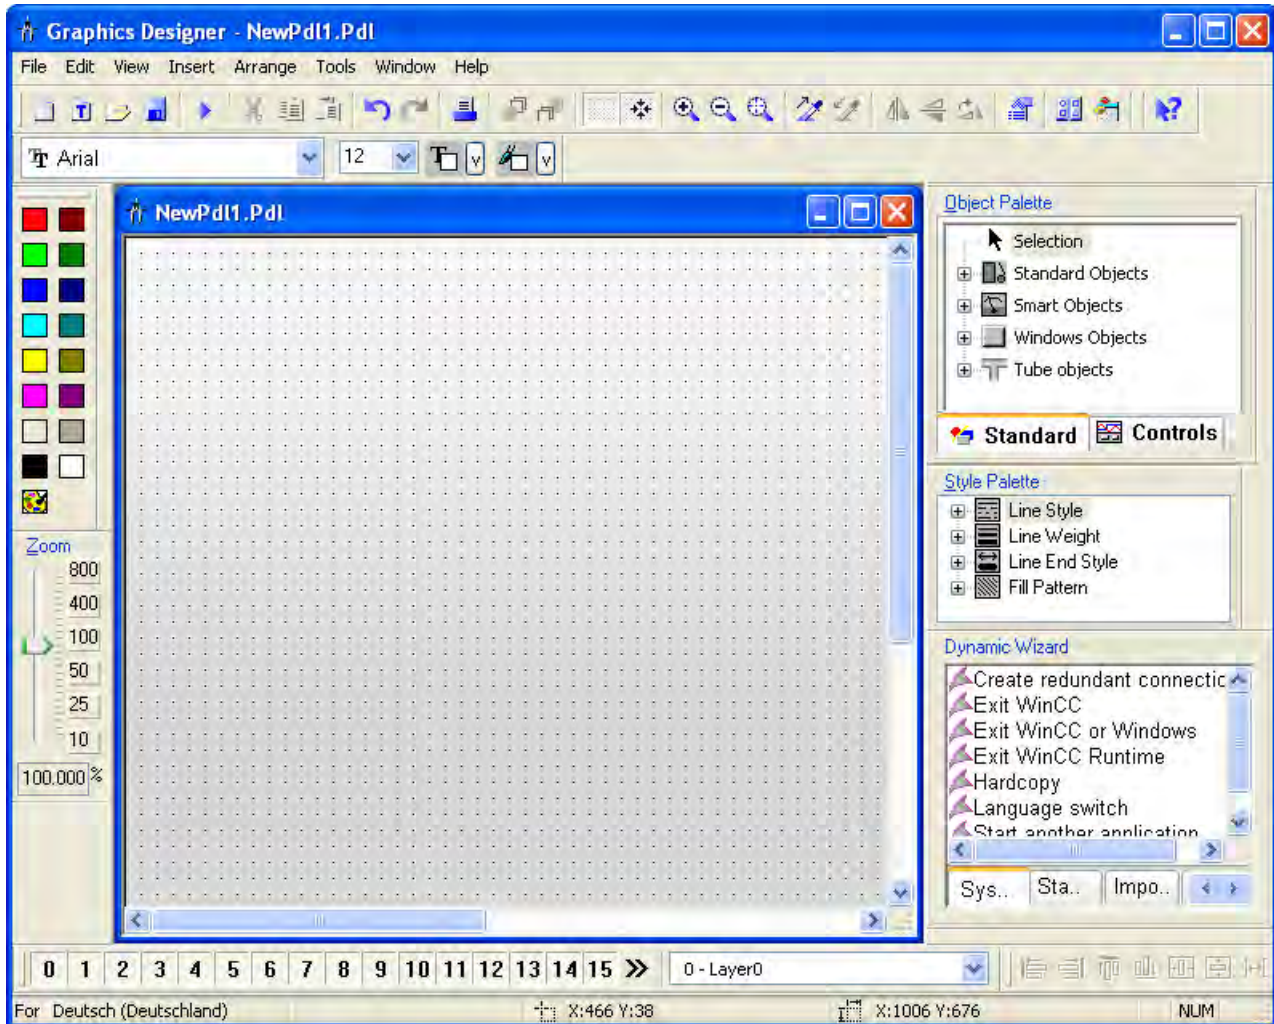 Graphics Designer - NewPdl1.Pdl
File Edit View Insert Arrange Tools Window Help
Arial
12
NewPdl1.Pdl
Object Palette
Selection
Standard Objects
Smart Objects
Windows Objects
Tube objects
Standard
Controls
Style Palette
Line Style
Line Weight
Line End Style
Fill Pattern
Zoom
800
400
100
50
25
10
100.000 %
Dynamic Wizard
Create redundant connectic
Exit WinCC
Exit WinCC or Windows
Exit WinCC Runtime
Hardcopy
Language switch
Start another application
Sys... Sta.. Impo..
0 1 2 3 4 5 6 7 8 9 10 11 12 13 14 15
0 - Layer0
For Deutsch (Deutschland) X:466 Y:38 X:1006 Y:676 NUM